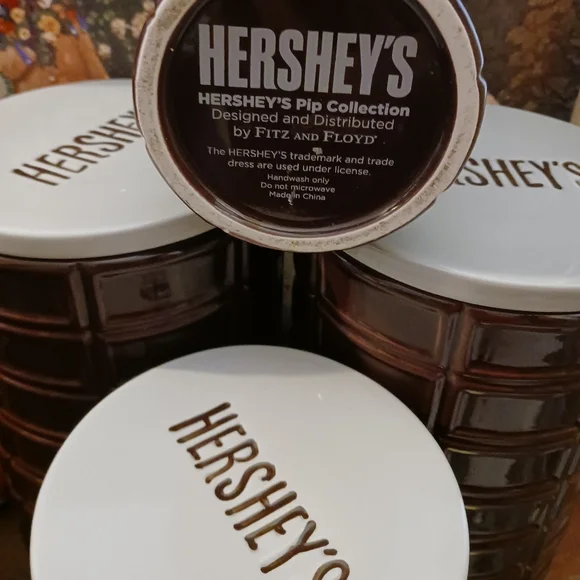 HERSHEY'S
HERSHEY'S Pip Collection
Designed and Distributed
by FITZ AND FLOYD®
The HERSHEY'S trademark and trade
dress are used under license.
Handwash only
Do not microwave
Made in China
HERSHEY
RSHEY'S
HERSHEY'S